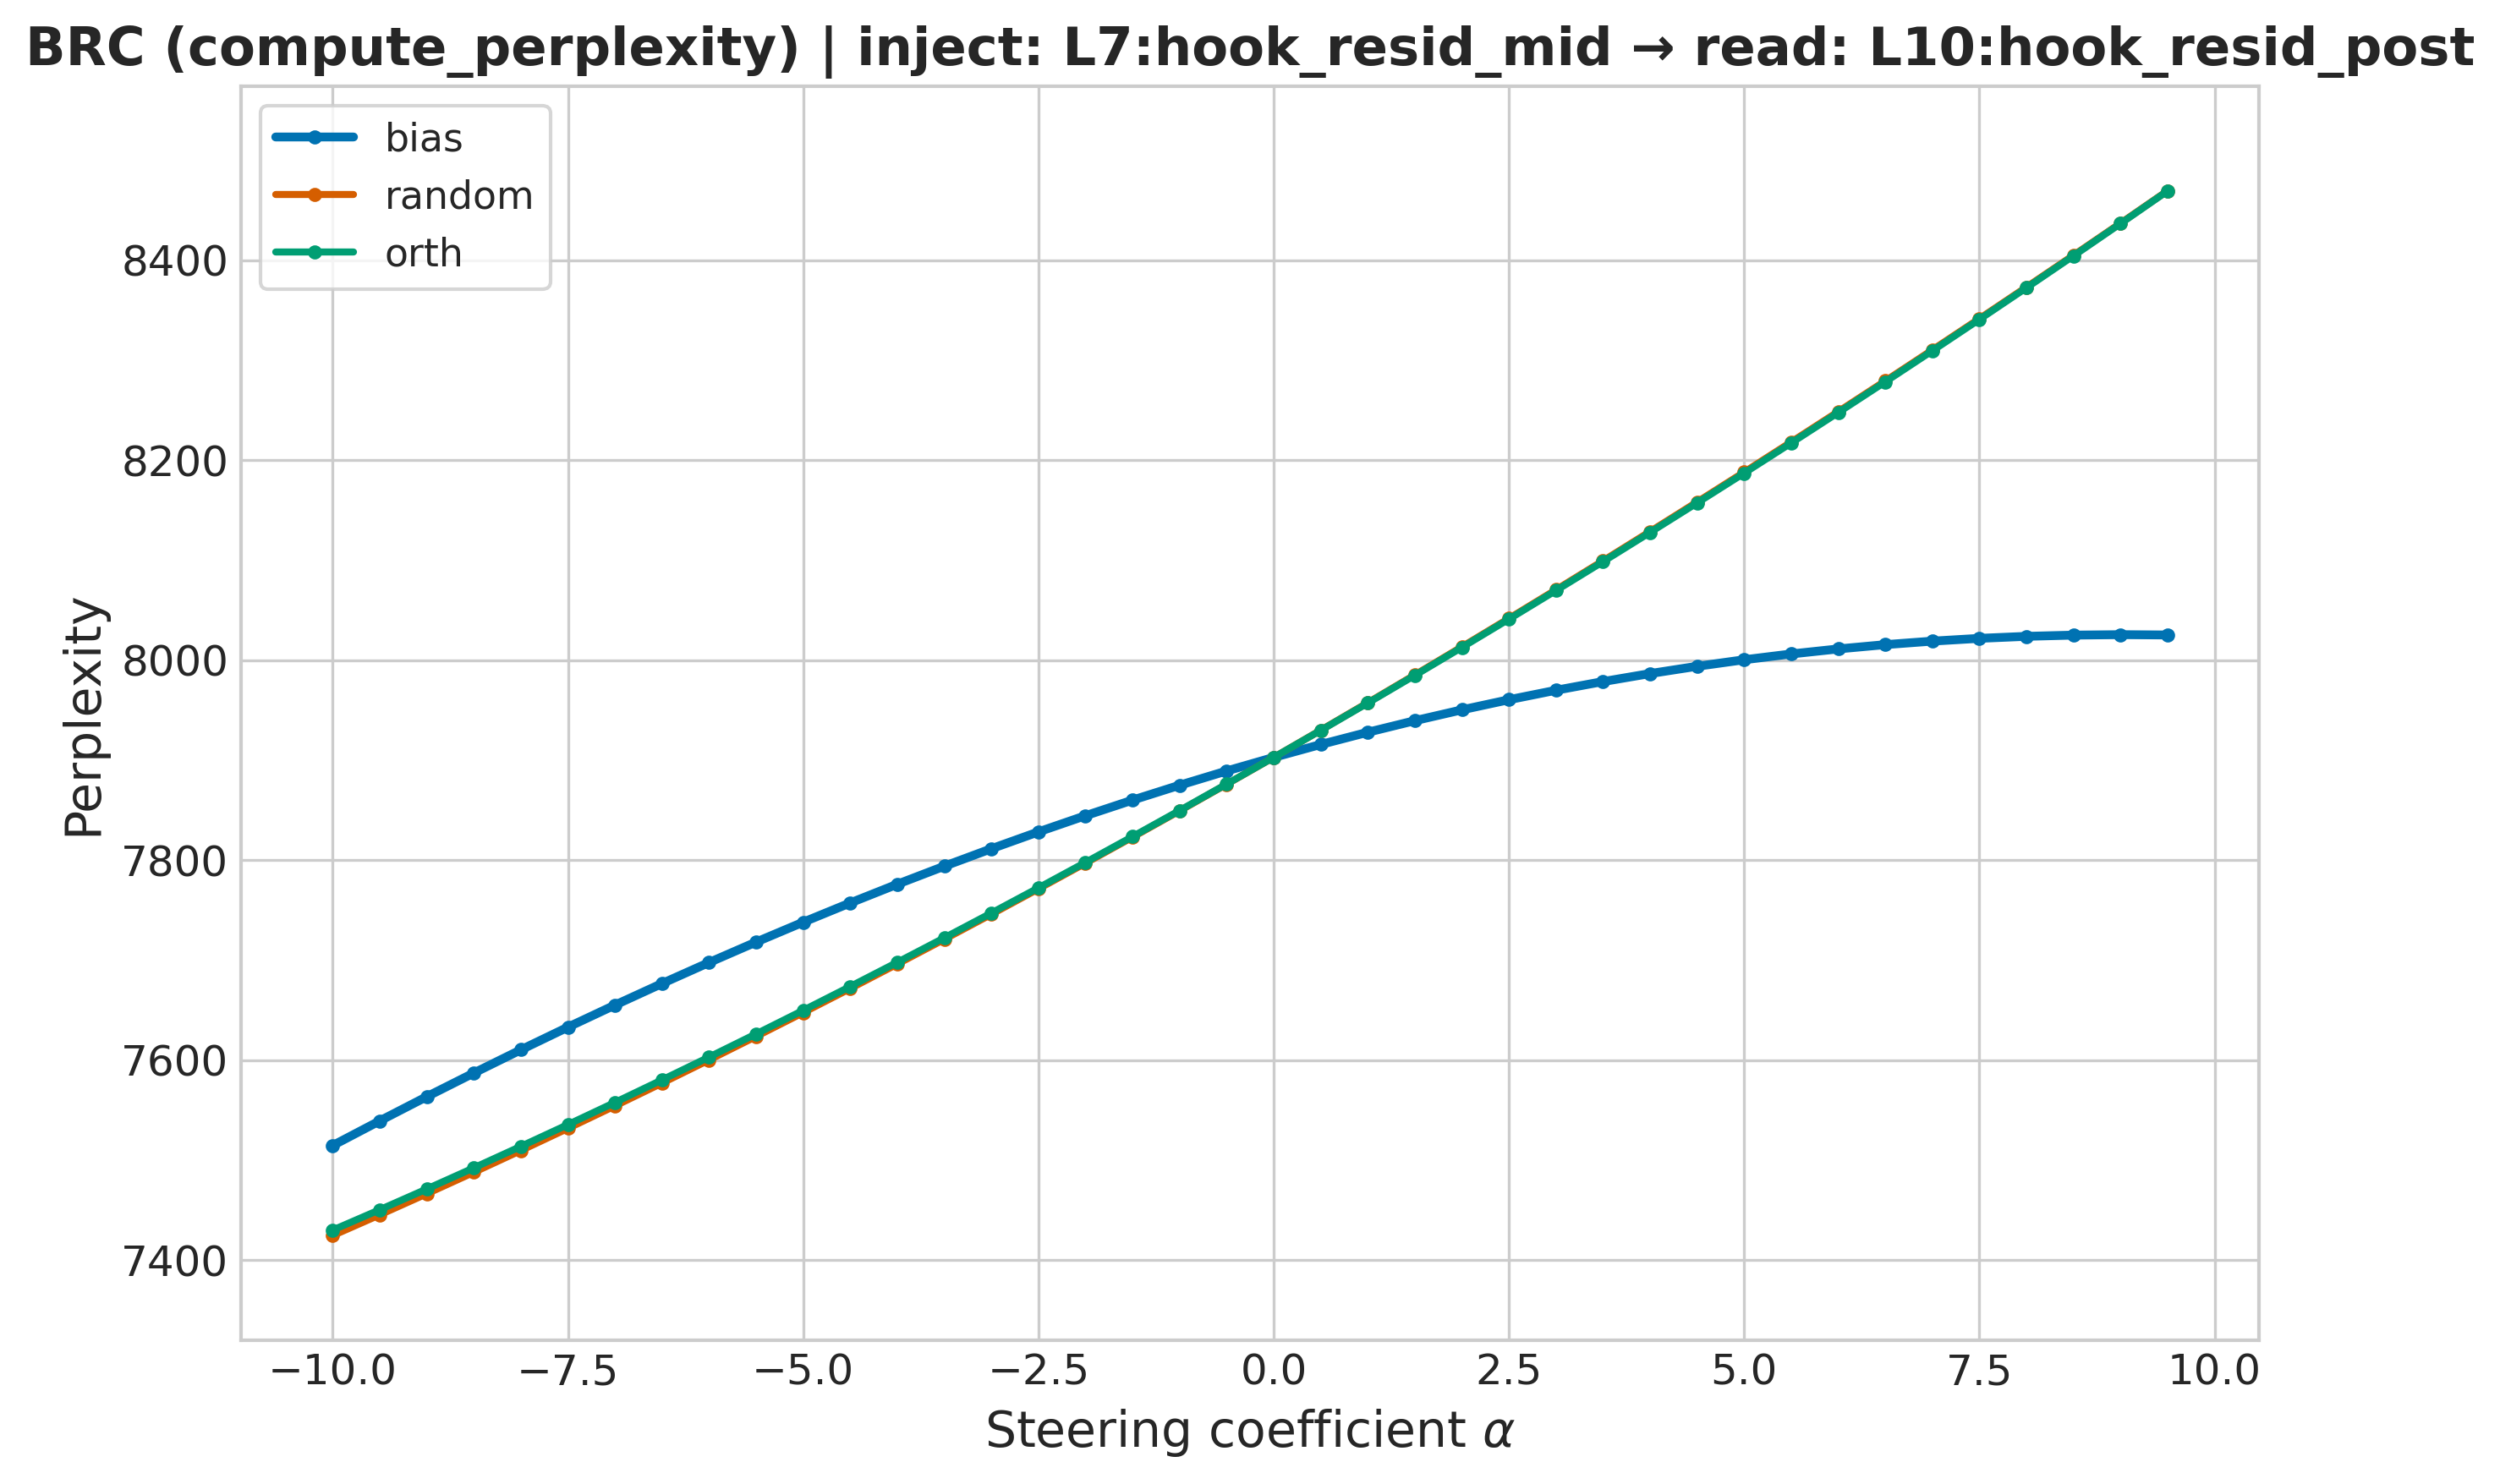 BRC (compute_perplexity) | inject: L7:hook_resid_mid → read: L10:hook_resid_post
bias
random
orth
Perplexity
8400
8200
8000
7800
7600
7400
−10.0 −7.5 −5.0 −2.5 0.0 2.5 5.0 7.5 10.0
Steering coefficient α